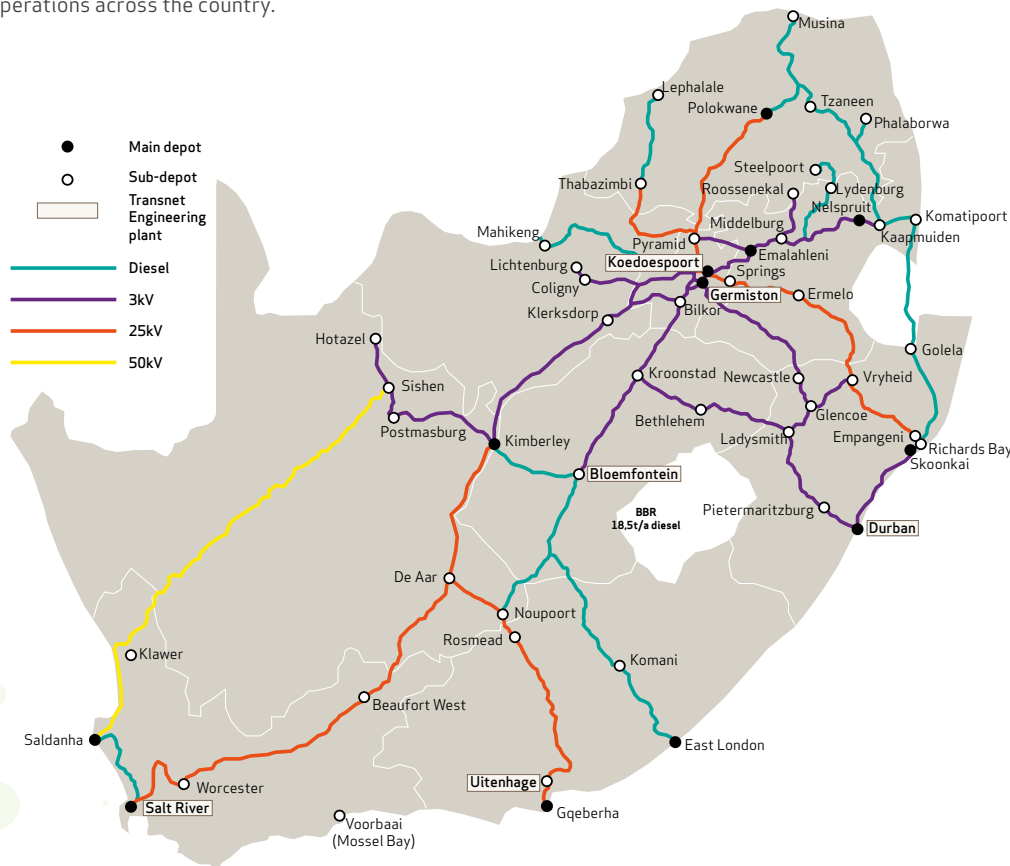 perations across the country.
Main depot
Sub-depot
Transnet
Engineering
plant
Diesel
3kV
25kV
50kV
Musina
Lephalale
Polokwane
Tzaneen
Phalaborwa
Steelpoort
Thabazimbi
Roossenekal
Lydenburg
Nelspruit
Komatipoort
Middelburg
Kaapmuiden
Mahikeng
Pyramid
Emalahleni
Koedoespoort
Lichtenburg
Springs
Coligny
Germiston
Ermelo
Bilkor
Klerksdorp
Hotazel
Golela
Sishen
Kroonstad
Newcastle
Vryheid
Postmasburg
Bethlehem
Glencoe
Kimberley
Ladysmith
Empangeni
Richards Bay
Skoonkai
Bloemfontein
BBR
18,5t/a diesel
Pietermaritzburg
Durban
De Aar
Noupoort
Rosmead
Klawer
Komani
Beaufort West
Saldanha
East London
Uitenhage
Worcester
Salt River
Gqeberha
Voorbaai
(Mossel Bay)